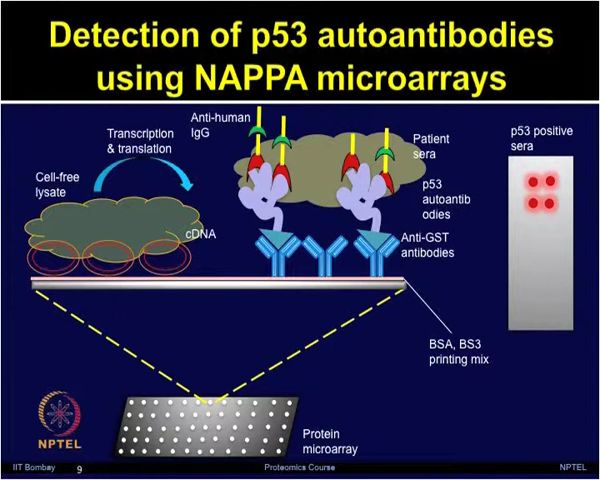 Detection of p53 autoantibodies
using NAPPA microarrays
Anti-human
IgG
Transcription
& translation
Cell-free
lysate
cDNA
Patient
sera
p53
autoantib
odies
Anti-GST
antibodies
p53 positive
sera
BSA, BS3
printing mix
Protein
microarray
NPTEL
IIT Bombay
9
Proteomics Course
NPTEL